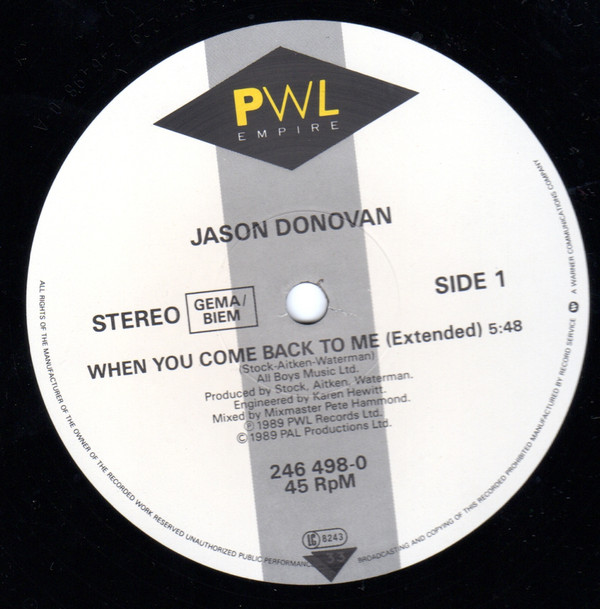 PWL
EMPIRE
JASON DONOVAN
STEREO
GEMA/
BIEM
SIDE 1
WHEN YOU COME BACK TO ME (Extended) 5:48
(Stock-Aitken-Waterman)
All Boys Music Ltd.
Produced by Stock, Aitken, Waterman.
Engineered by Karen Hewitt.
Mixed by Mixmaster Pete Hammond.
℗ 1989 PWL Records Ltd.
© 1989 PAL Productions Ltd.
246 498-0
45 RpM
LC 8243
33
ALL RIGHTS OF THE MANUFACTURER OF THE OWNER OF THE RECORDED WORK RESERVED UNAUTHORIZED PUBLIC PERFORMANC BROADCASTING AND COPYING OF THIS RECORDED PROHIBITED MANUFACTURED BY RECORD SERVICE A WARNER COMMUNICATIONS COMPANY